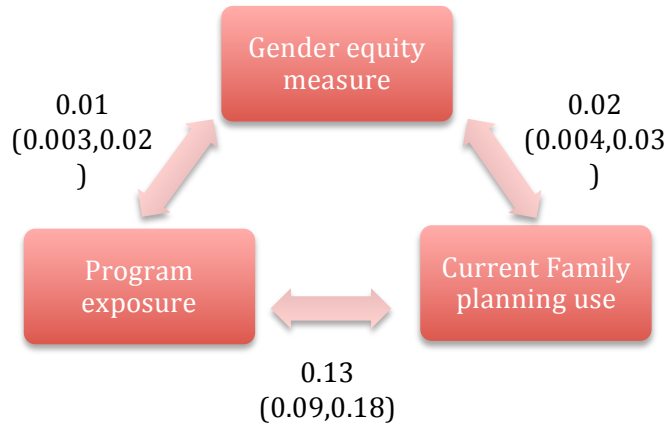 Gender equity
measure
0.01
(0.003,0.02
)
0.02
(0.004,0.03
)
Program
exposure
Current Family
planning use
0.13
(0.09,0.18)